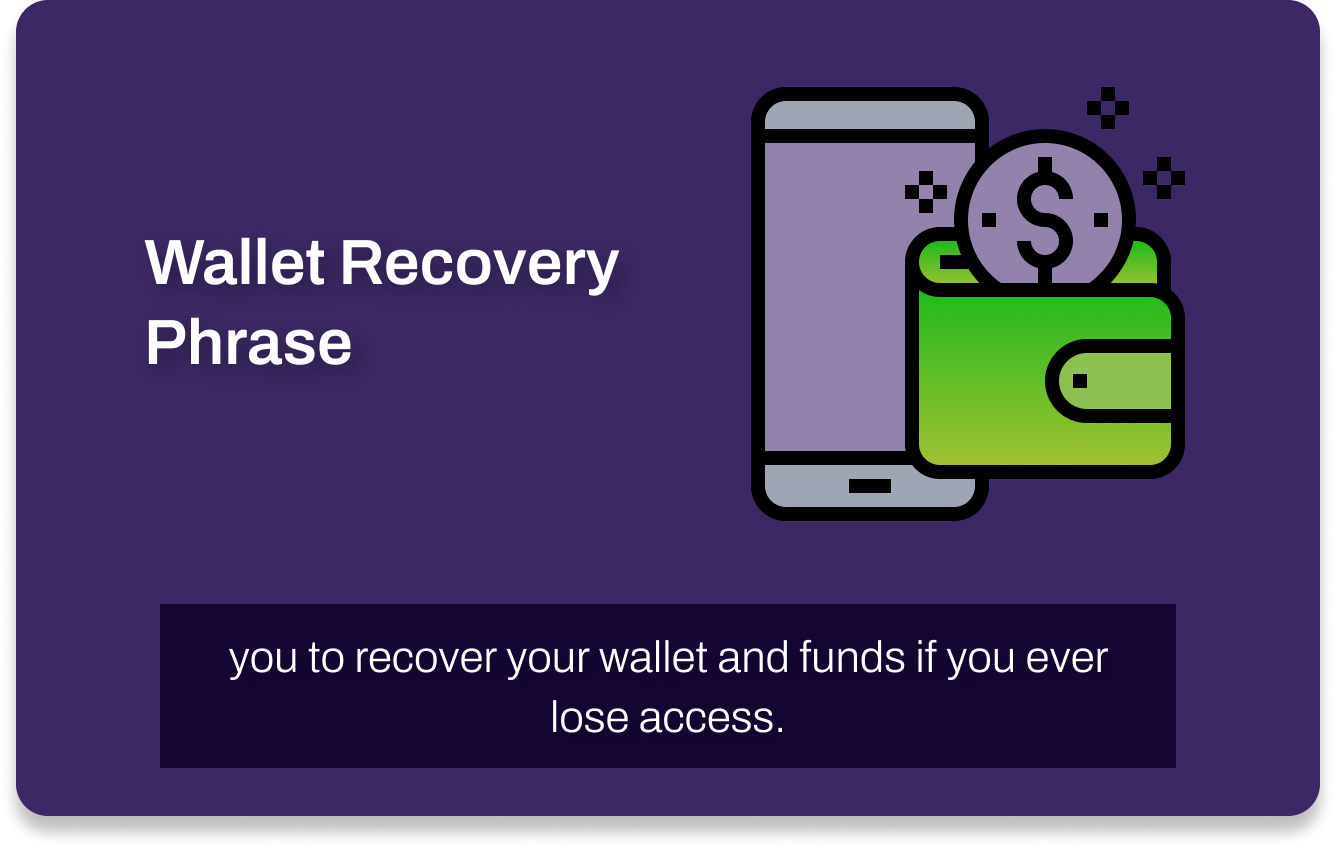 Wallet Recovery
Phrase
$
you to recover your wallet and funds if you ever
lose access.